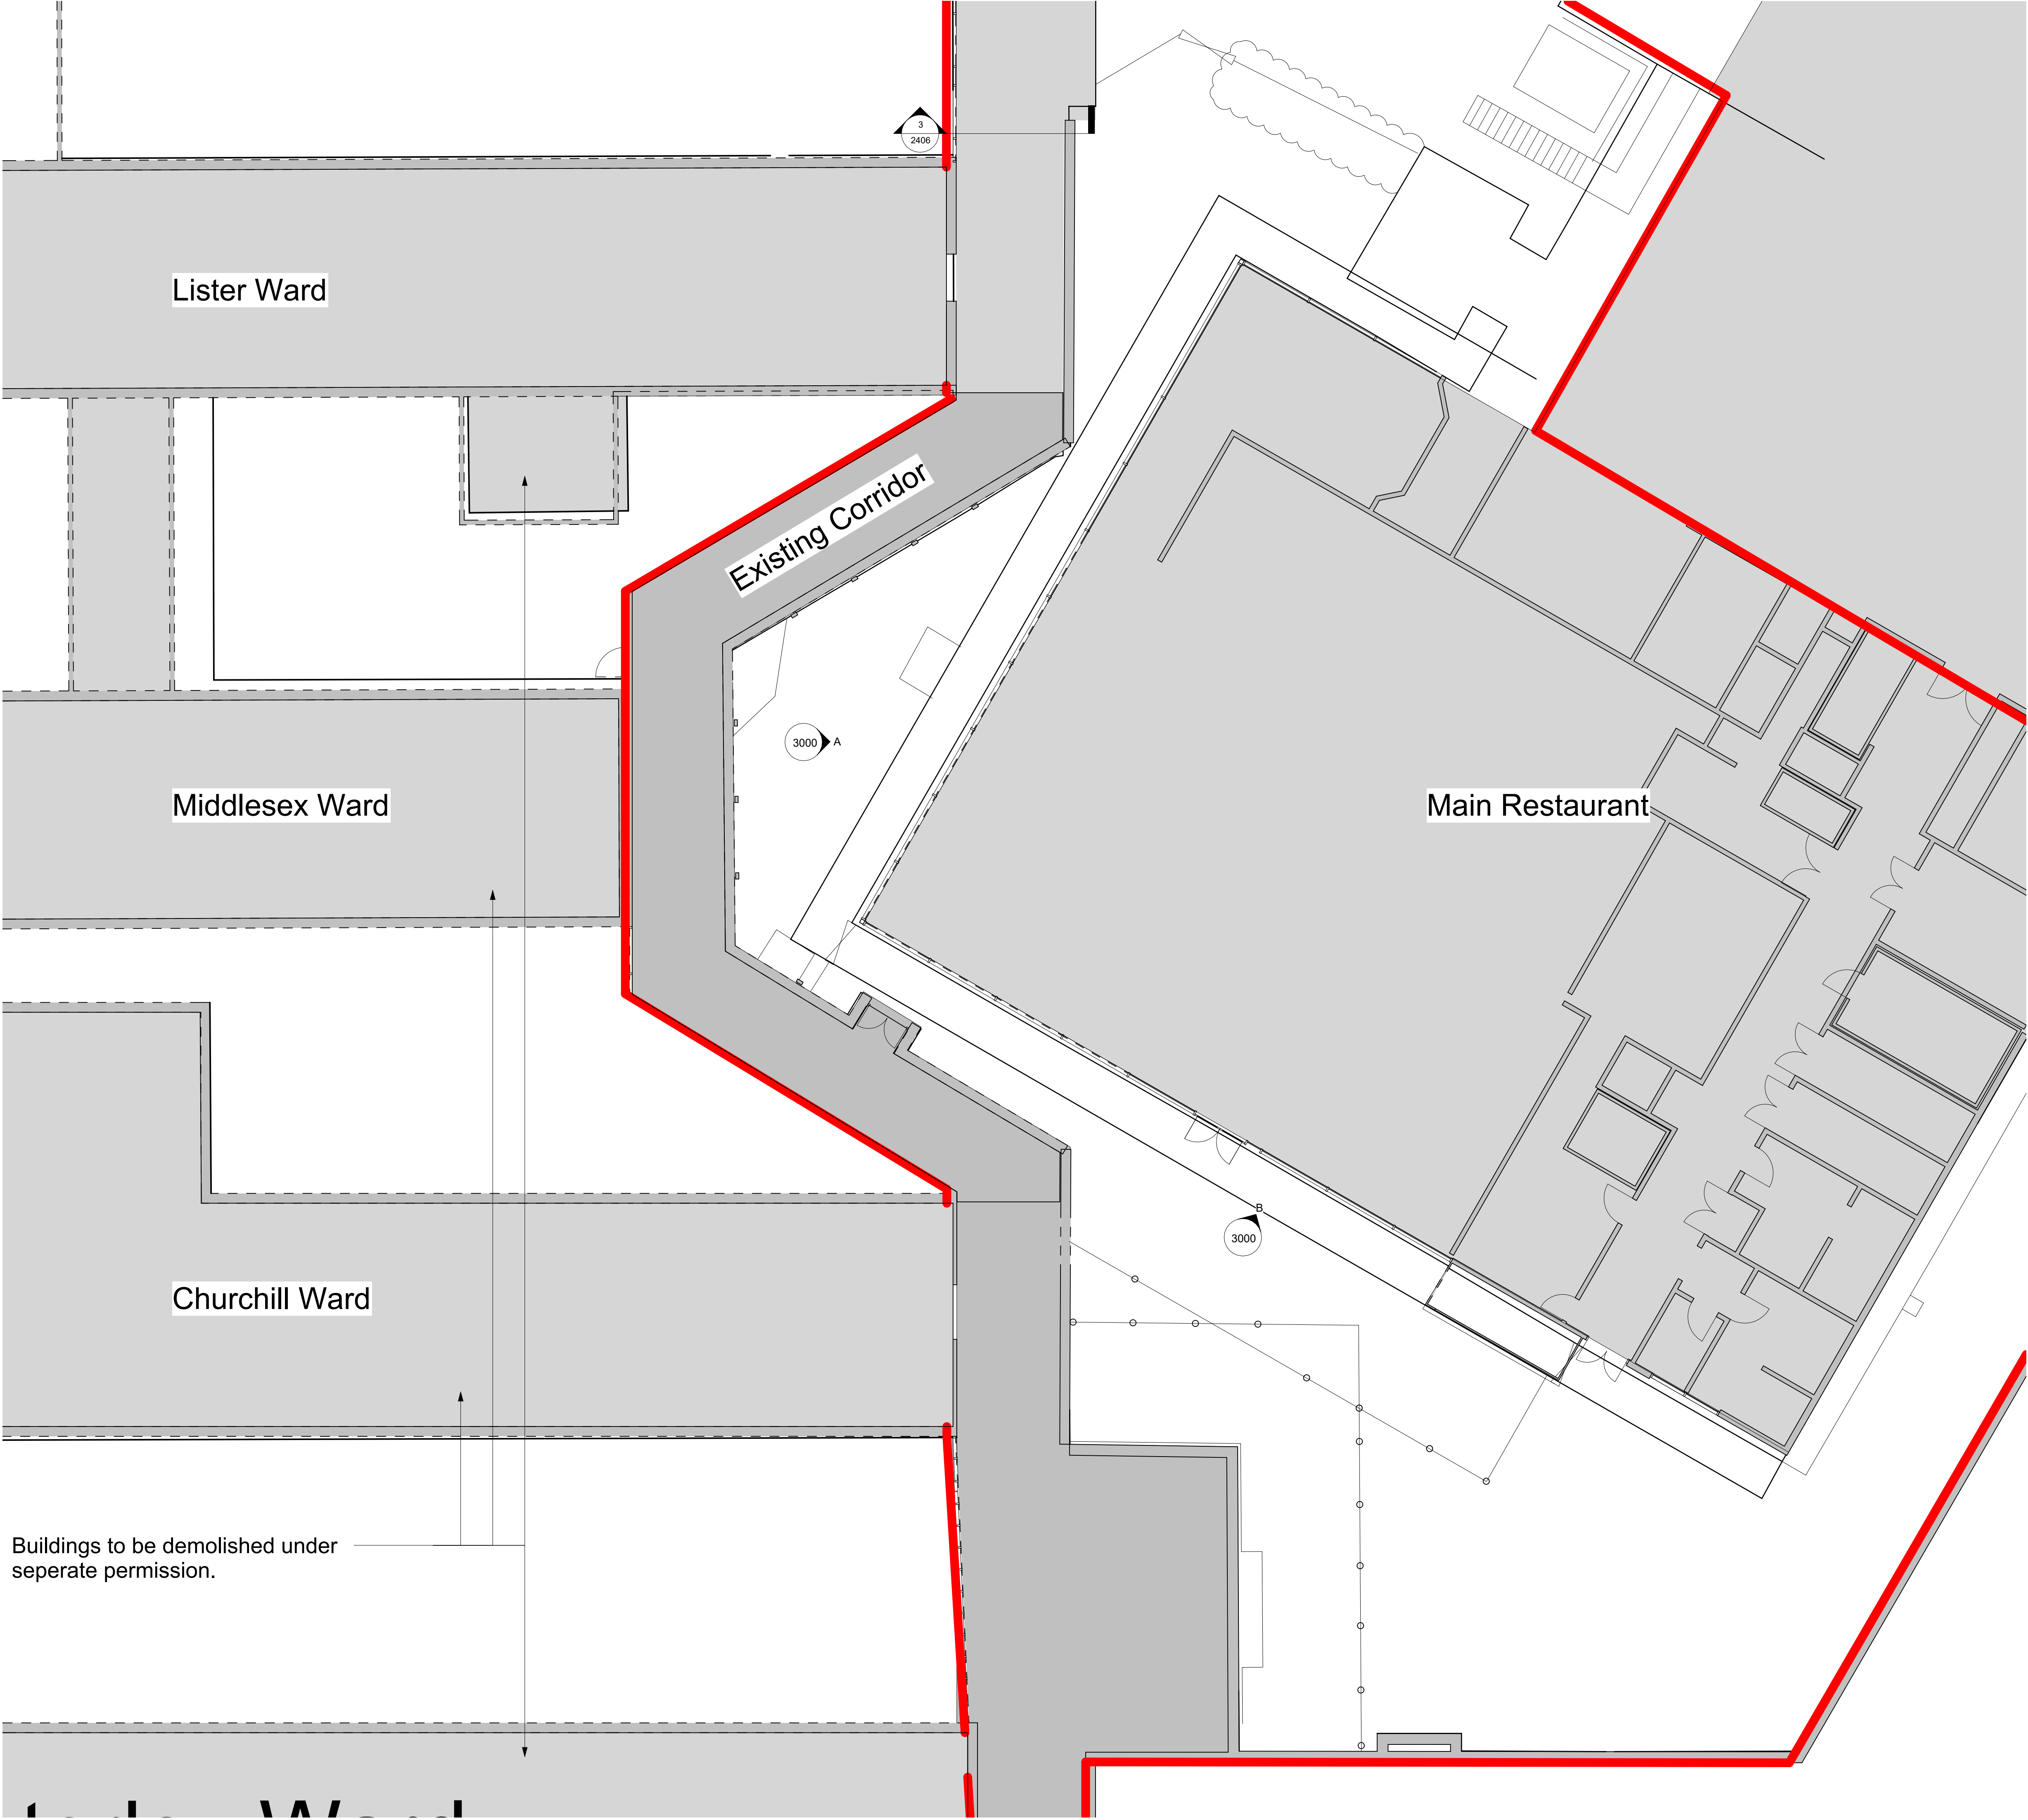 3
2406
Lister Ward
Existing Corridor
3000 A
Middlesex Ward
Main Restaurant
B
3000
Churchill Ward
Buildings to be demolished under
seperate permission.
Ward